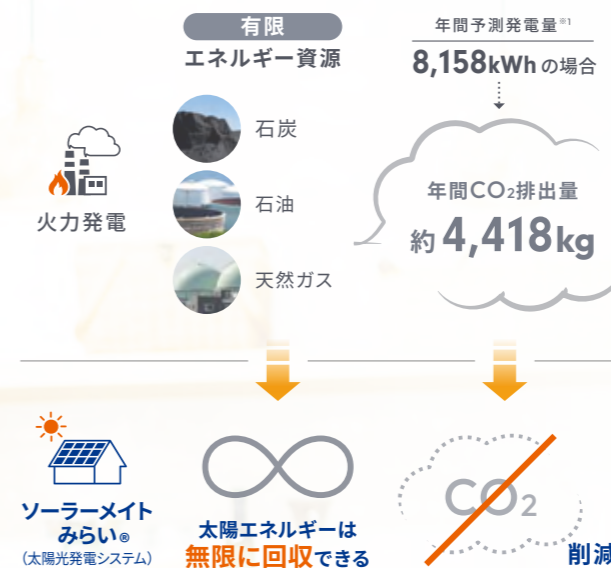 有限
エネルギー資源
年間予測発電量※1
8,158kWhの場合
火力発電
石炭
石油
天然ガス
年間CO2排出量
約4,418kg
ソーラーメイト
みらい®
（太陽光発電システム）
太陽エネルギーは
無限に回収できる
CO2
削減